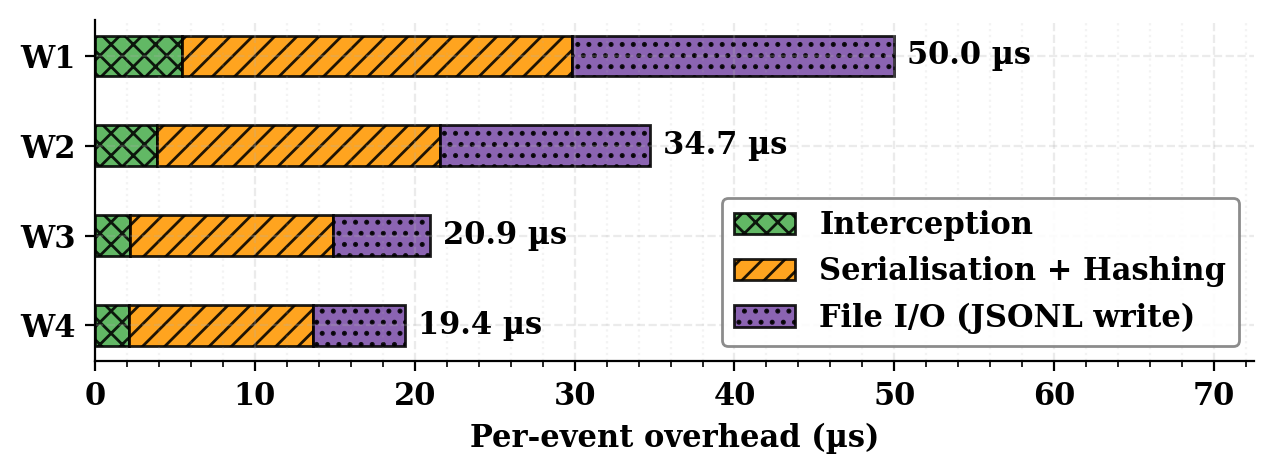 W1
50.0 µs
W2
34.7 µs
W3
20.9 µs
W4
19.4 µs
Interception
Serialisation + Hashing
File I/O (JSONL write)
0 10 20 30 40 50 60 70
Per-event overhead (µs)